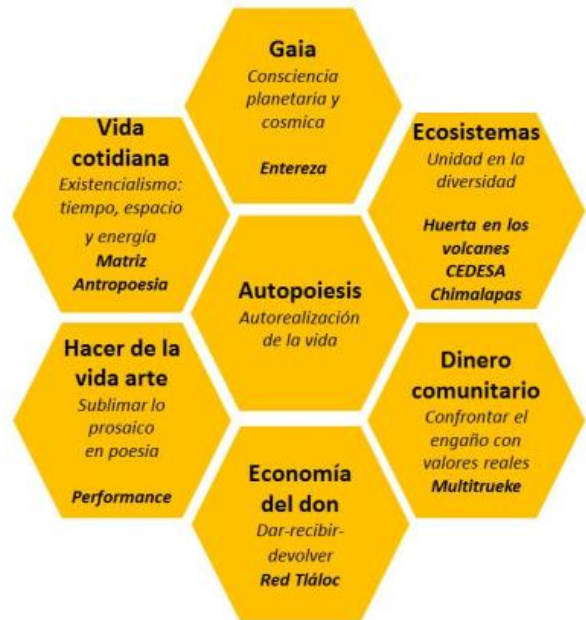 Gaia
Consciencia
planetaria y
cosmica
Entereza
Vida
cotidiana
Existencialismo:
tiempo, espacio
y energía
Matriz
Antropoesia
Ecosistemas
Unidad en la
diversidad
Huerta en los
volcanes
CEDESA
Chimalapas
Autopoiesis
Autorealización
de la vida
Hacer de la
vida arte
Sublimar lo
prosaico
en poesia
Performance
Dinero
comunitario
Confrontar el
engaño con
valores reales
Multitrueke
Economía
del don
Dar-recibir-
devolver
Red Tláloc